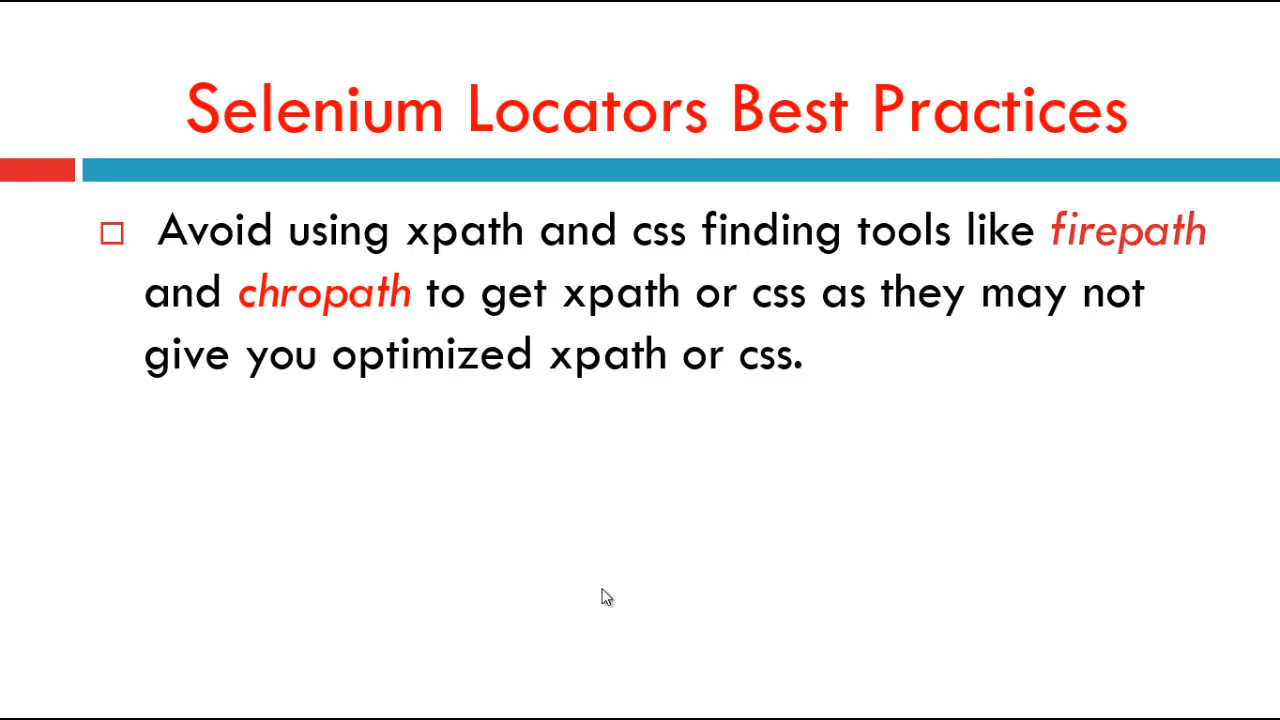 Selenium Locators Best Practices
Avoid using xpath and css finding tools like firepath
and chropath to get xpath or css as they may not
give you optimized xpath or css.